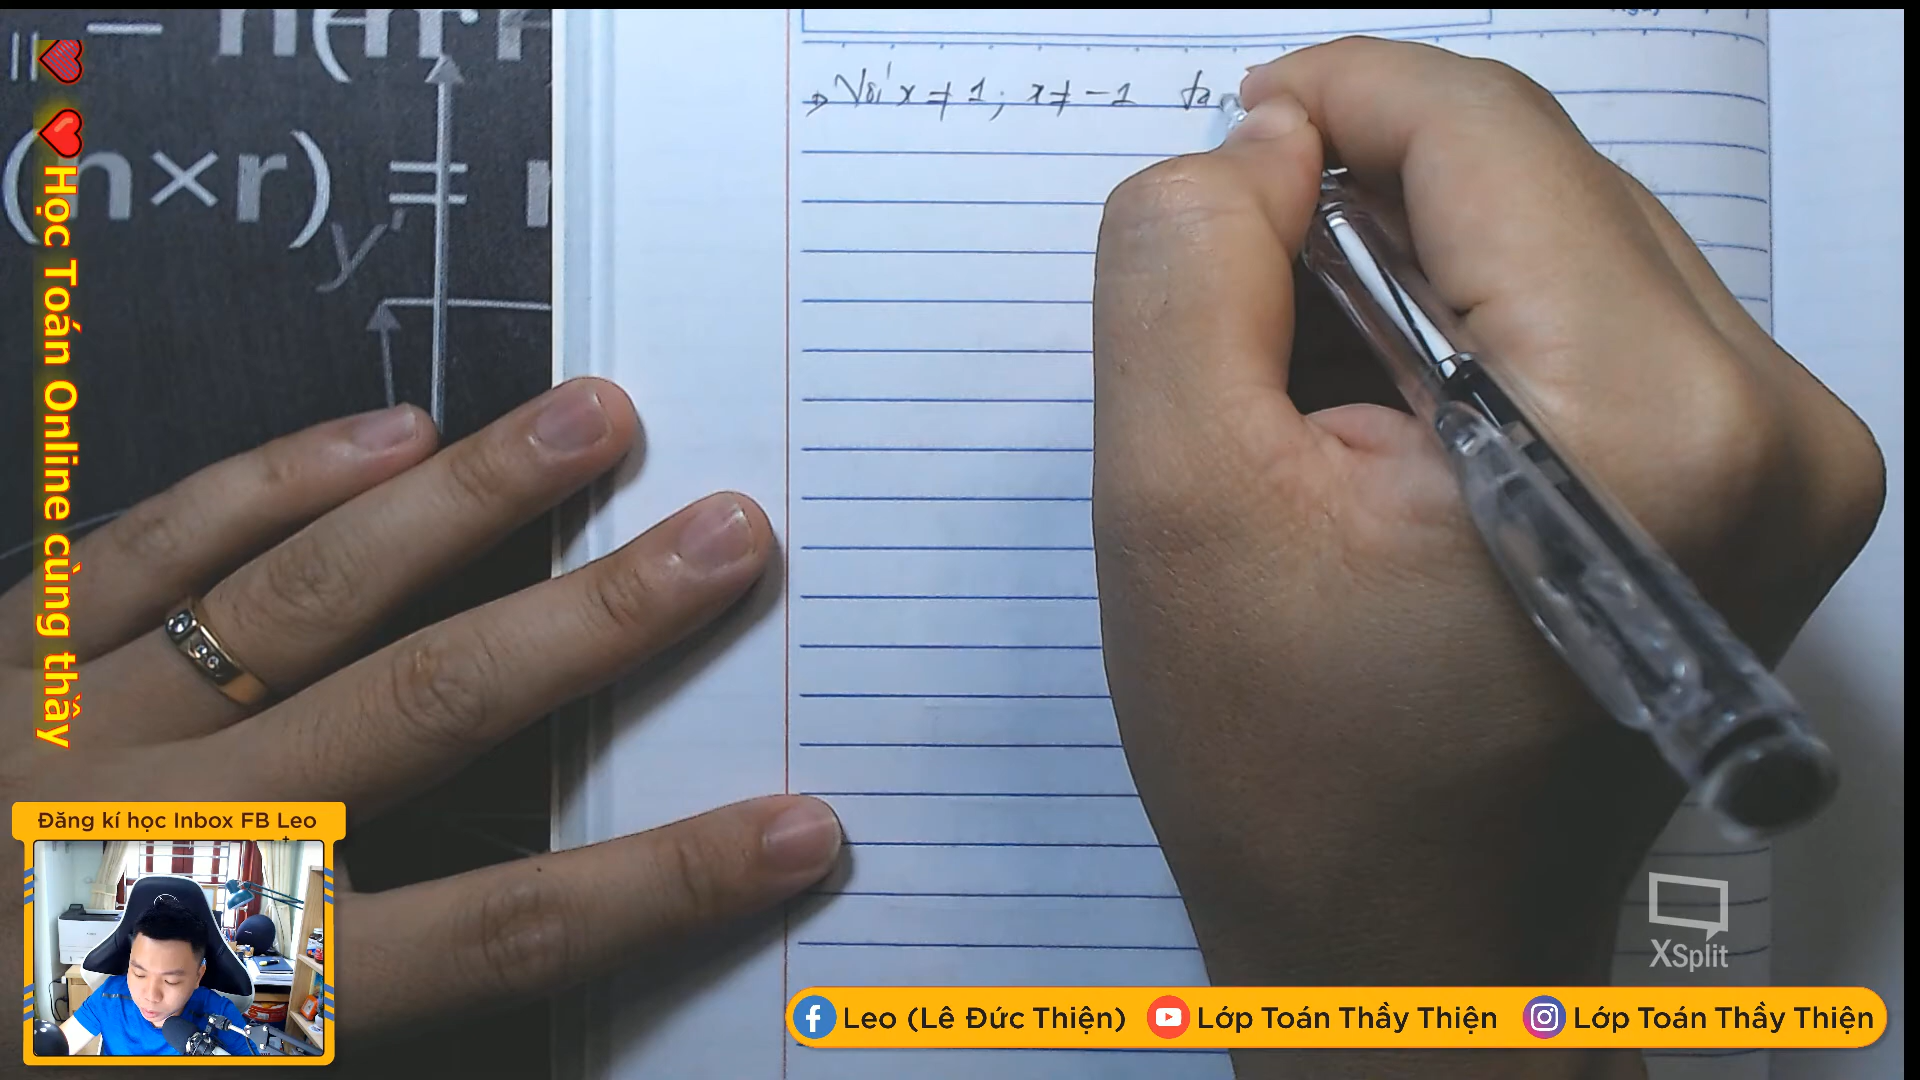 ⇒ Với x ≠ 1; x ≠ -1 ta
= n(n+r
(n×r)y' = r
Học Toán Online cùng thầy
Đăng kí học Inbox FB Leo
XSplit
Leo (Lê Đức Thiện) Lớp Toán Thầy Thiện Lớp Toán Thầy Thiện